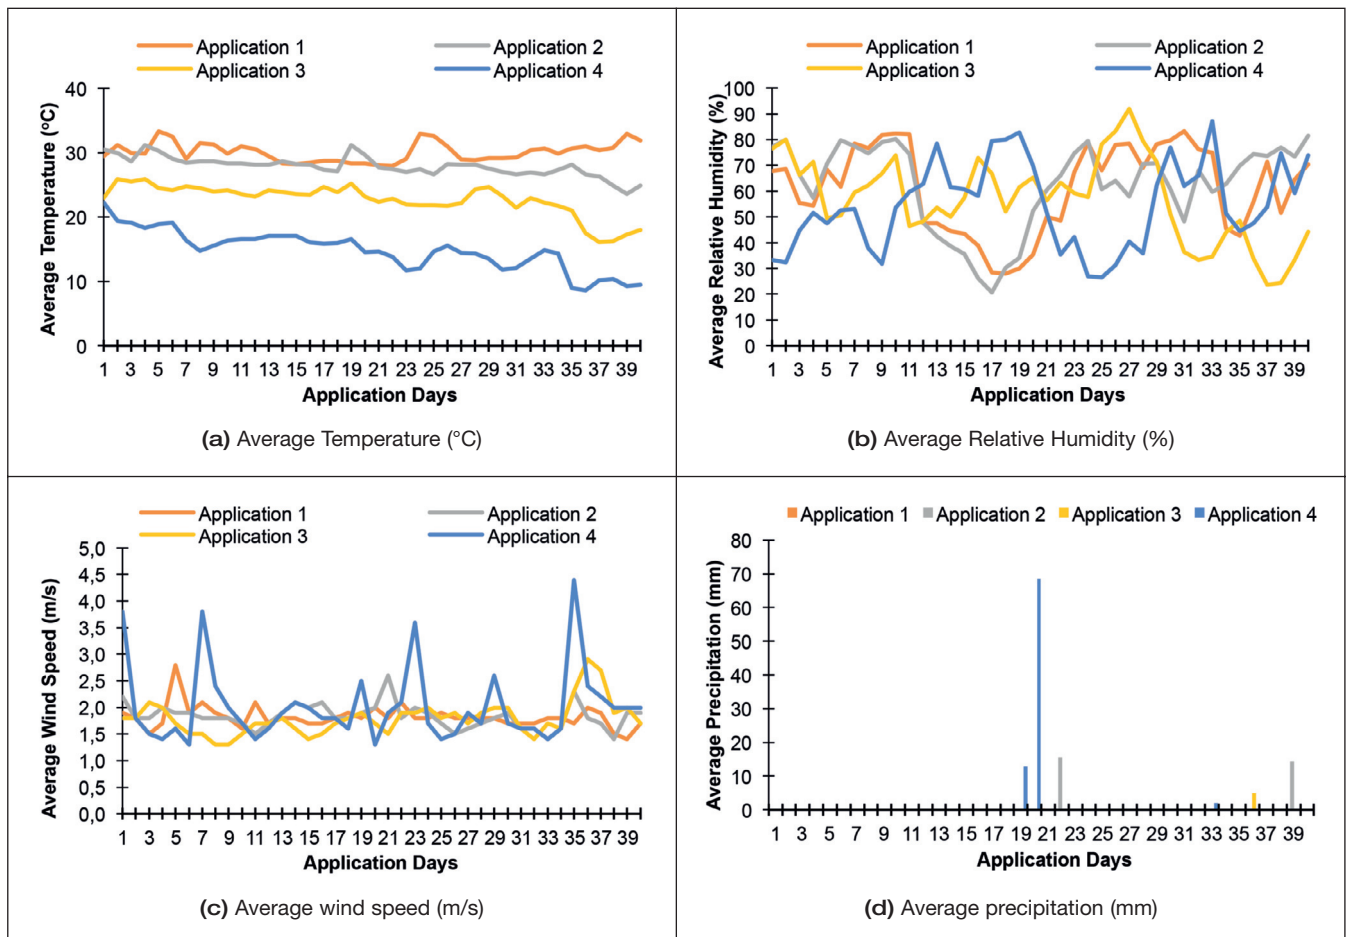 Application 1 Application 2
Application 3 Application 4
Average Temperature (°C)
40
30
20
10
0
1 3 5 7 9 11 13 15 17 19 21 23 25 27 29 31 33 35 37 39
Application Days
(a) Average Temperature (°C)
Application 1 Application 2
Application 3 Application 4
Average Relative Humidity (%)
100
90
80
70
60
50
40
30
20
10
0
1 3 5 7 9 11 13 15 17 19 21 23 25 27 29 31 33 35 37 39
Application Days
(b) Average Relative Humidity (%)
Application 1 Application 2
Application 3 Application 4
Average Wind Speed (m/s)
5,0
4,5
4,0
3,5
3,0
2,5
2,0
1,5
1,0
0,5
0,0
1 3 5 7 9 11 13 15 17 19 21 23 25 27 29 31 33 35 37 39
Application Days
(c) Average wind speed (m/s)
Application 1 Application 2 Application 3 Application 4
Average Precipitation (mm)
80
70
60
50
40
30
20
10
0
1 3 5 7 9 11 13 15 17 19 21 23 25 27 29 31 33 35 37 39
Application Days
(d) Average precipitation (mm)